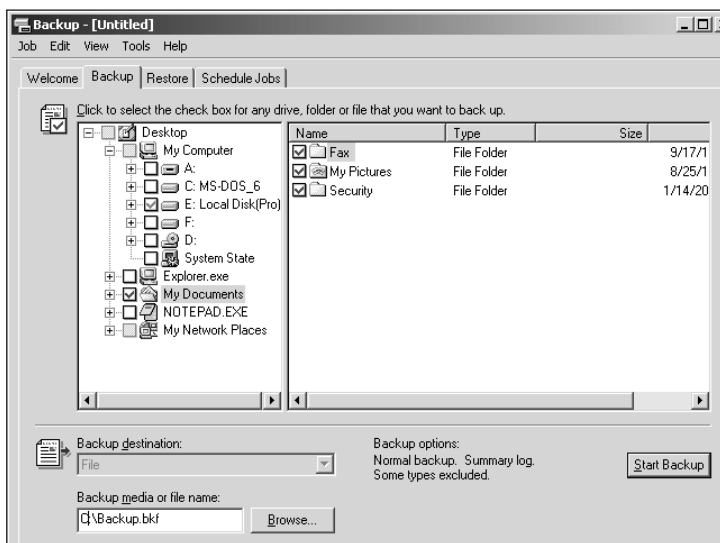 Backup - [Untitled]
Job Edit View Tools Help
Welcome Backup Restore Schedule Jobs
Click to select the check box for any drive, folder or file that you want to back up.
Desktop
My Computer
A:
C: MS-DOS_6
E: Local Disk(Pro)
F:
D:
System State
Explorer.exe
My Documents
NOTEPAD.EXE
My Network Places
Name Type Size
Fax File Folder 9/17/1
My Pictures File Folder 8/25/1
Security File Folder 1/14/20
Backup destination:
File
Backup media or file name:
C:\Backup.bkf
Browse...
Backup options:
Normal backup. Summary log.
Some types excluded.
Start Backup